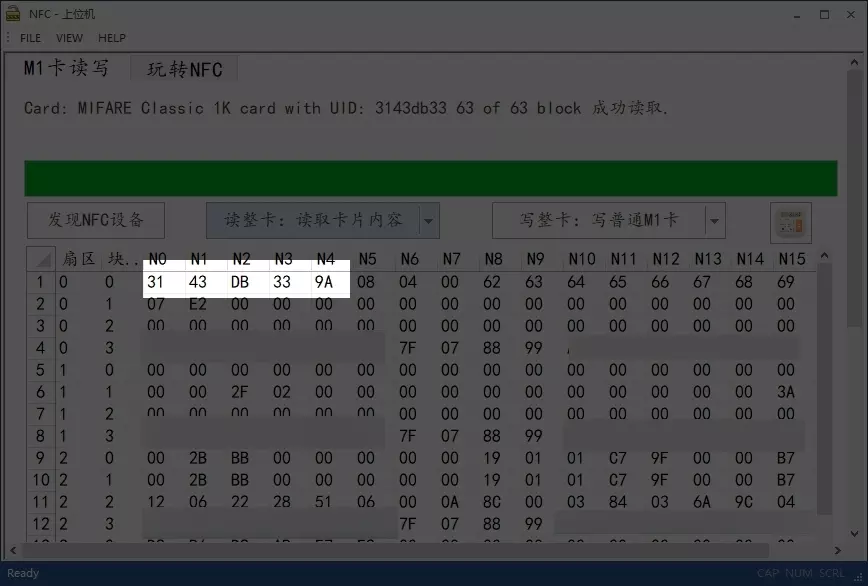 NFC - 上位机
FILE VIEW HELP
M1卡读写 玩转NFC
Card: MIFARE Classic 1K card with UID: 3143db33 63 of 63 block 成功读取.
发现NFC设备 读整卡: 读取卡片内容 写整卡: 写普通M1卡
扇区 块.. N0 N1 N2 N3 N4 N5 N6 N7 N8 N9 N10 N11 N12 N13 N14 N15
1 0 0 31 43 DB 33 9A 08 04 00 62 63 64 65 66 67 68 69
2 0 1 07 E2 00 00 00 00 00 00 00 00 00 00 00 00 00 00
3 0 2 00 00 00 00 00 00 00 00 00 00 00 00 00 00 00 00
4 0 3 7F 07 88 99
5 1 0 00 00 00 00 00 00 00 00 00 00 00 00 00 00 00 00
6 1 1 00 00 2F 02 00 00 00 00 00 00 00 00 00 00 00 3A
7 1 2 00 00 00 00 00 00 00 00 00 00 00 00 00 00 00 00
8 1 3 7F 07 88 99
9 2 0 00 2B BB 00 00 00 00 00 19 01 01 C7 9F 00 00 B7
10 2 1 00 2B BB 00 00 00 00 00 19 01 01 C7 9F 00 00 B7
11 2 2 12 06 22 28 51 06 00 0A 8C 00 03 84 03 6A 9C 04
12 2 3 7F 07 88 99
Ready CAP NUM SCRL